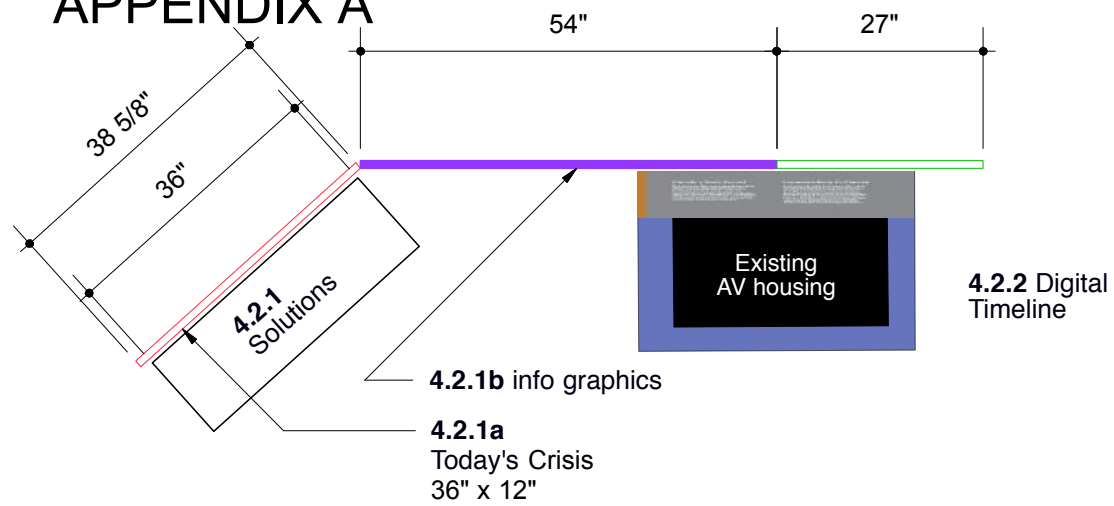 APPENDIX A
54"
27"
38 5/8"
36"
4.2.1
Solutions
Existing
AV housing
4.2.2 Digital
Timeline
4.2.1b info graphics
4.2.1a
Today's Crisis
36" x 12"